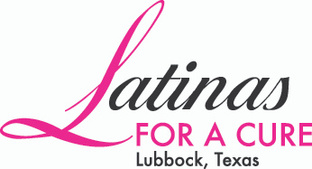 Latinas
FOR A CURE
Lubbock, Texas